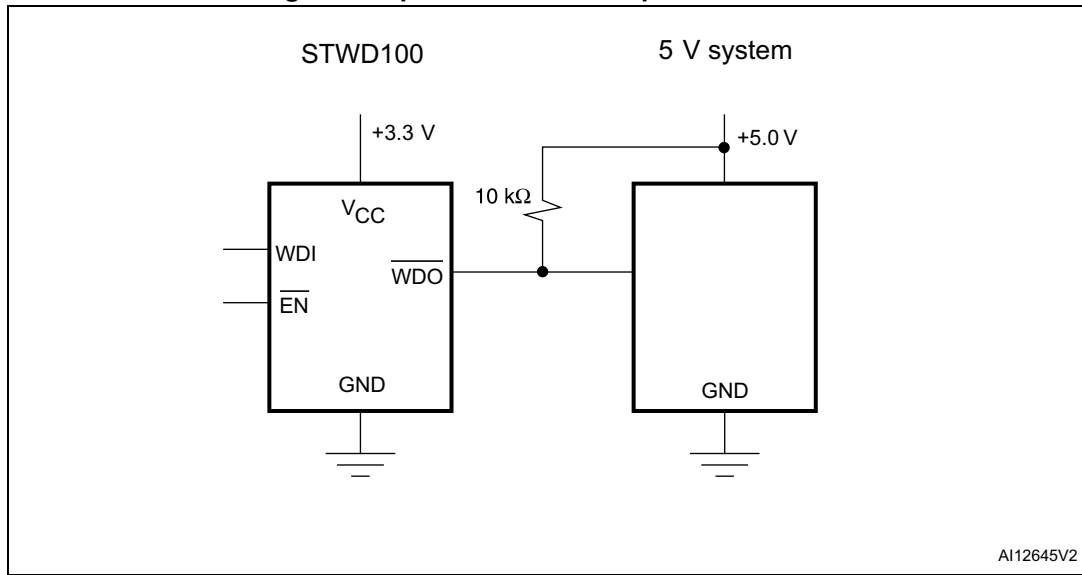 STWD100
5 V system
+3.3 V
+5.0 V
10 kΩ
VCC
WDI
WDO
EN
GND
GND
AI12645V2